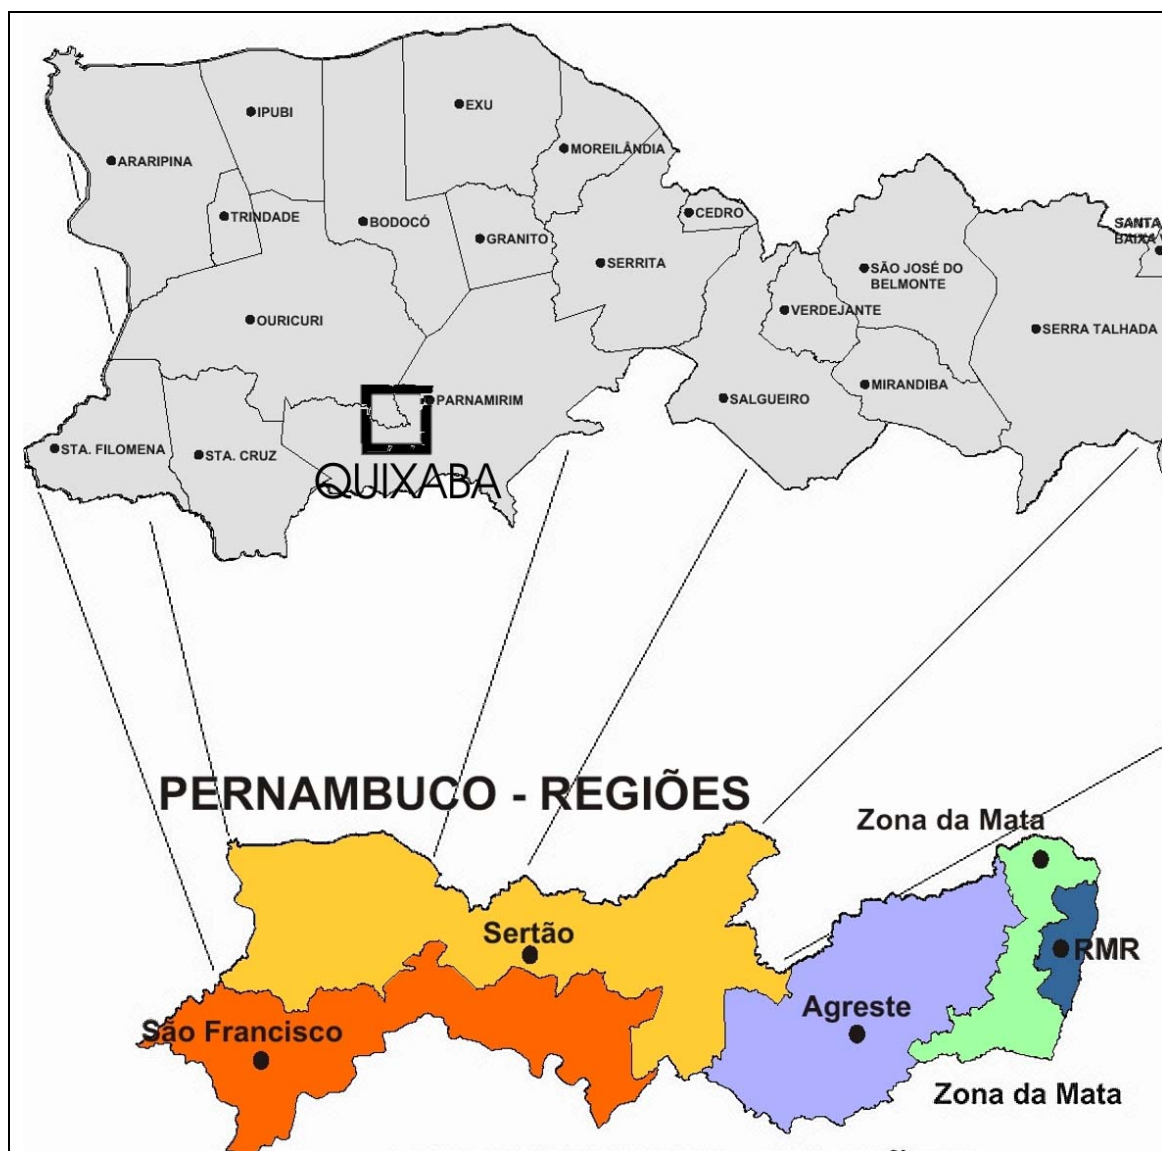 EXU
IPUBI
MOREILÂNDIA
ARARIPINA
CEDRO
TRINDADE
BODOCÓ
SANTA
GRANITO
BAIXA
SERRITA
SÃO JOSÉ DO
BELMONTE
VERDEJANTE
OURICURI
SERRA TALHADA
MIRANDIBA
PARNAMIRIM
SALGUEIRO
STA. FILOMENA
STA. CRUZ
QUIXABA
PERNAMBUCO - REGIÕES
Zona da Mata
Sertão
RMR
Agreste
São Francisco
Zona da Mata